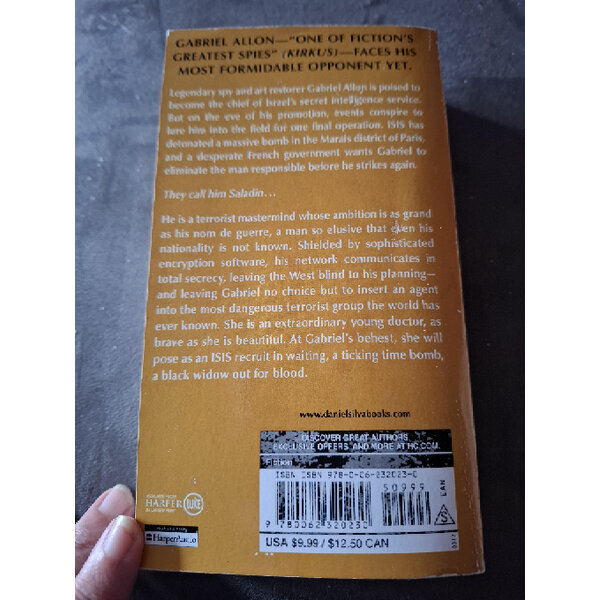 GABRIEL ALLON—"ONE OF FICTION'S
GREATEST SPIES" (KIRKUS)—FACES HIS
MOST FORMIDABLE OPPONENT YET.
Legendary spy and art restorer Gabriel Allon is poised to
become the chief of Israel's secret intelligence service.
But on the eve of his promotion, events conspire to
lure him into the field for one final operation. ISIS has
detonated a massive bomb in the Marais district of Paris,
and a desperate French government wants Gabriel to
eliminate the man responsible before he strikes again.
They call him Saladin...
He is a terrorist mastermind whose ambition is as grand
as his nom de guerre, a man so elusive that even his
nationality is not known. Shielded by sophisticated
encryption software, his network communicates in
total secrecy, leaving the West blind to his planning—
and leaving Gabriel no choice but to insert an agent
into the most dangerous terrorist group the world has
ever known. She is an extraordinary young doctor, as
brave as she is beautiful. At Gabriel's behest, she will
pose as an ISIS recruit in waiting, a ticking time bomb,
a black widow out for blood.
www.danielsilvabooks.com
DISCOVER GREAT AUTHORS,
EXCLUSIVE OFFERS, AND MORE AT HC.COM.
Fiction
ISBN ISBN 978-0-06-232023-0
50999
9 780062 320230
CAN
S
USA $9.99 / $12.50 CAN
HARPER
LUXE
HarperAudio